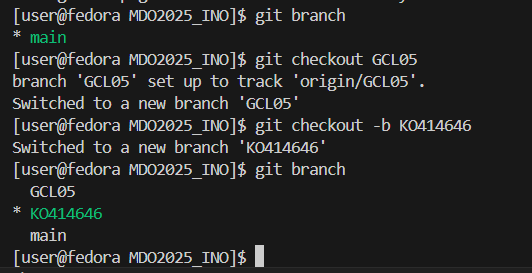 [user@fedora MDO2025_INO]$ git branch
* main
[user@fedora MDO2025_INO]$ git checkout GCL05
branch 'GCL05' set up to track 'origin/GCL05'.
Switched to a new branch 'GCL05'
[user@fedora MDO2025_INO]$ git checkout -b KO414646
Switched to a new branch 'KO414646'
[user@fedora MDO2025_INO]$ git branch
  GCL05
* KO414646
  main
[user@fedora MDO2025_INO]$